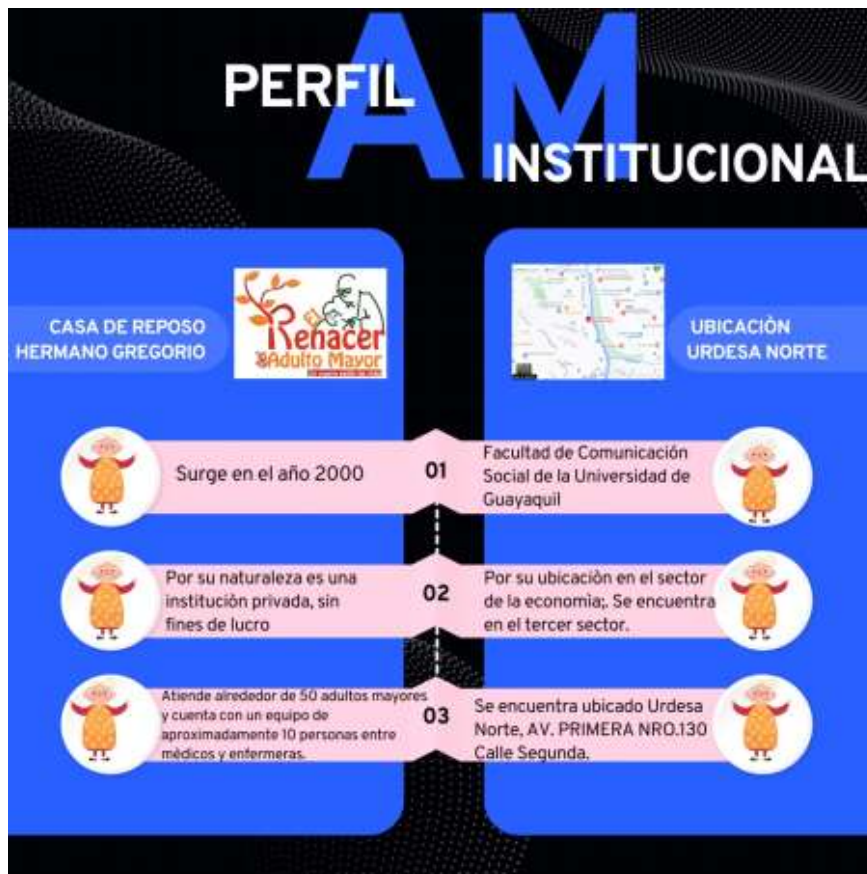 AM
PERFIL
INSTITUCIONAL
CASA DE REPOSO
HERMANO GREGORIO
Renacer
Adulto Mayor
UBICACIÒN
URDESA NORTE
Surge en el año 2000
01
Facultad de Comunicación
Social de la Universidad de
Guayaquil
Por su naturaleza es una
institución privada, sin
fines de lucro
02
Por su ubicaciòn en el sector
de la economìa;. Se encuentra
en el tercer sector.
Atiende alrededor de 50 adultos mayores
y cuenta con un equipo de
aproximadamente 10 personas entre
médicos y enfermeras.
03
Se encuentra ubicado Urdesa
Norte, AV. PRIMERA NRO.130
Calle Segunda.